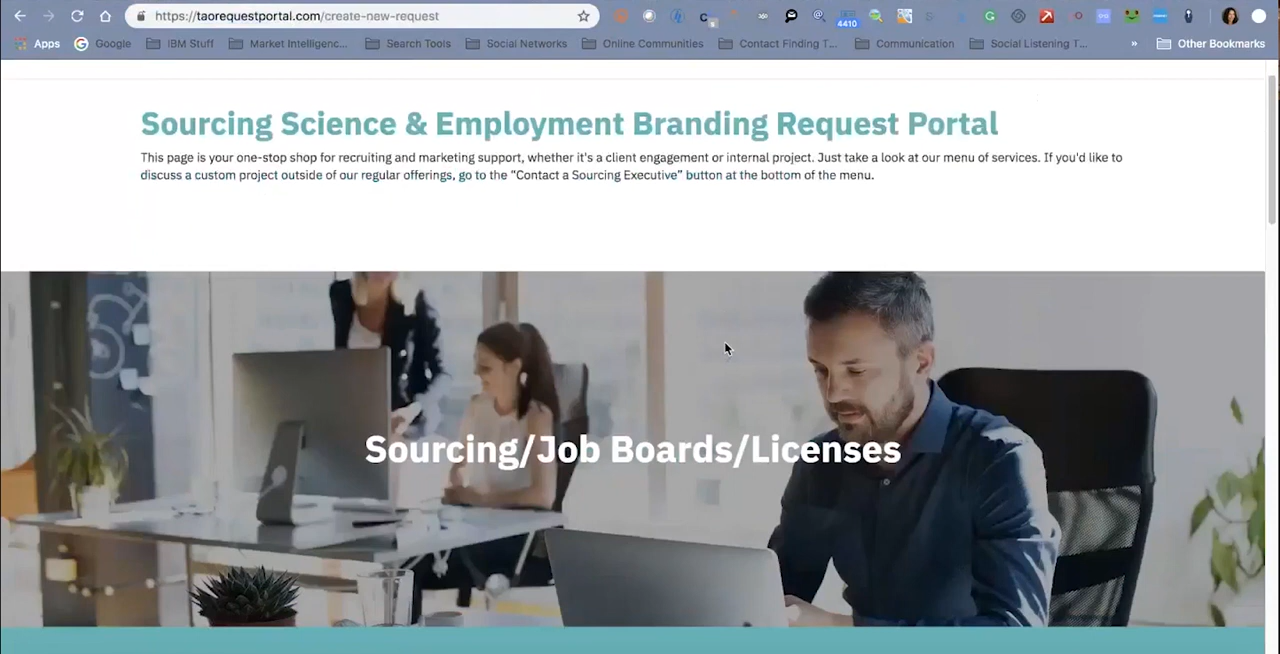 https://taorequestportal.com/create-new-request
4410
Apps
Google
IBM Stuff
Market Intelligenc...
Search Tools
Social Networks
Online Communities
Contact Finding T...
Communication
Social Listening T...
»
Other Bookmarks
Sourcing Science & Employment Branding Request Portal
This page is your one-stop shop for recruiting and marketing support, whether it's a client engagement or internal project. Just take a look at our menu of services. If you'd like to
discuss a custom project outside of our regular offerings, go to the “Contact a Sourcing Executive” button at the bottom of the menu.
Sourcing/Job Boards/Licenses